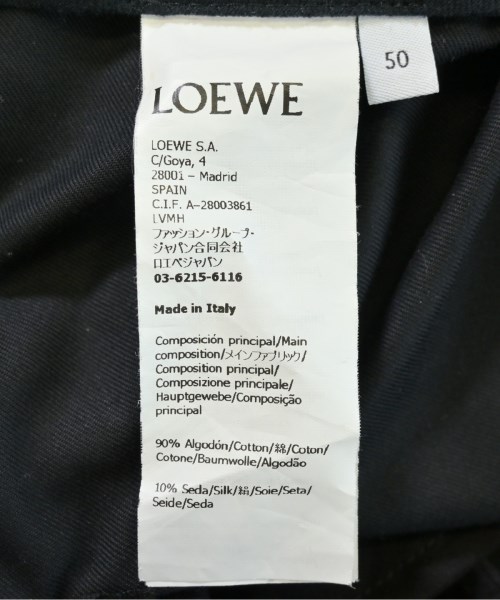 LOEWE
50
LOEWE S.A.
C/Goya, 4
28001 – Madrid
SPAIN
C.I.F. A-28003861
LVMH
ファッション・グループ・
ジャパン合同会社
ロエベジャパン
03-6215-6116
Made in Italy
Composición principal/Main
composition/メインファブリック/
Composition principal/
Composizione principale/
Hauptgewebe/Composição
principal
90% Algodón/Cotton/綿/Coton/
Cotone/Baumwolle/Algodão
10% Seda/Silk/絹/Soie/Seta/
Seide/Seda